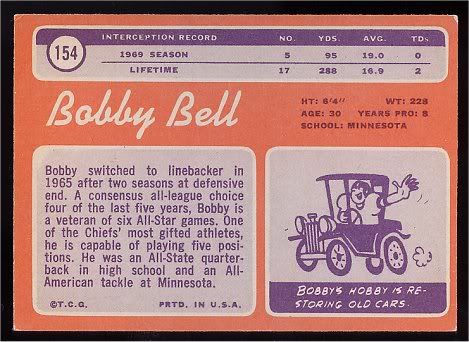 154
INTERCEPTION RECORD NO. YDS. AVG. TDS.
1969 SEASON 5 95 19.0 0
LIFETIME 17 288 16.9 2
Bobby Bell
HT: 6'4" WT: 228
AGE: 30 YEARS PRO: 8
SCHOOL: MINNESOTA
Bobby switched to linebacker in
1965 after two seasons at defensive
end. A consensus all-league choice
four of the last five years, Bobby is
a veteran of six All-Star games. One
of the Chiefs' most gifted athletes,
he is capable of playing five posi-
tions. He was an All-State quarter-
back in high school and an All-
American tackle at Minnesota.
©T.C.G. PRTD. IN U.S.A.
BOBBY'S HOBBY IS RE-
STORING OLD CARS.